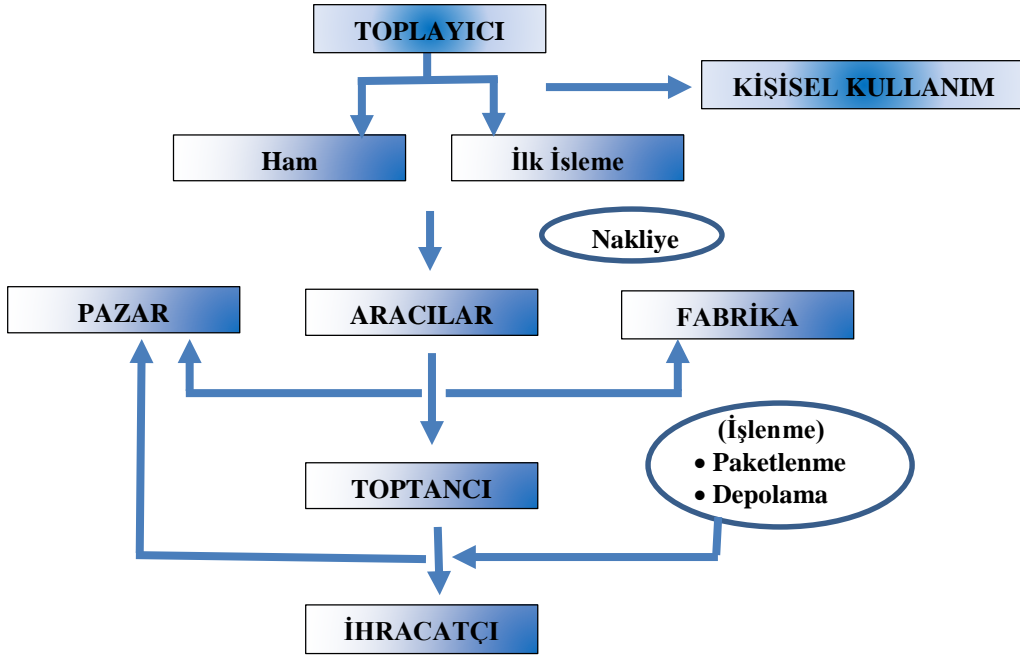 TOPLAYICI
KİŞİSEL KULLANIM
Ham
İlk İsleme
Nakliye
PAZAR
ARACILAR
FABRİKA
(İşlenme)
• Paketlenme
• Depolama
TOPTANCI
İHRACATÇI